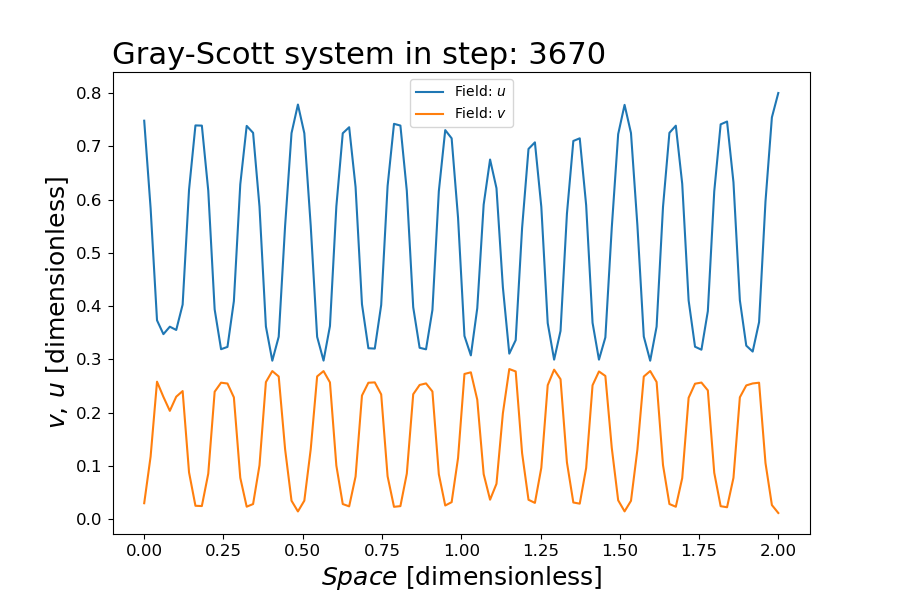 Gray-Scott system in step: 3670
Field: u
Field: v
v, u [dimensionless]
0.8
0.7
0.6
0.5
0.4
0.3
0.2
0.1
0.0
0.00 0.25 0.50 0.75 1.00 1.25 1.50 1.75 2.00
Space [dimensionless]